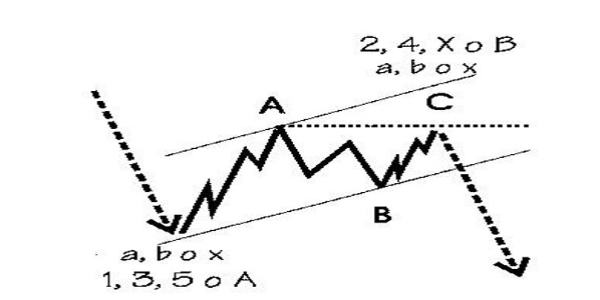 2, 4, X o B
a, b o x
A
C
B
a, b o x
1, 3, 5 o A